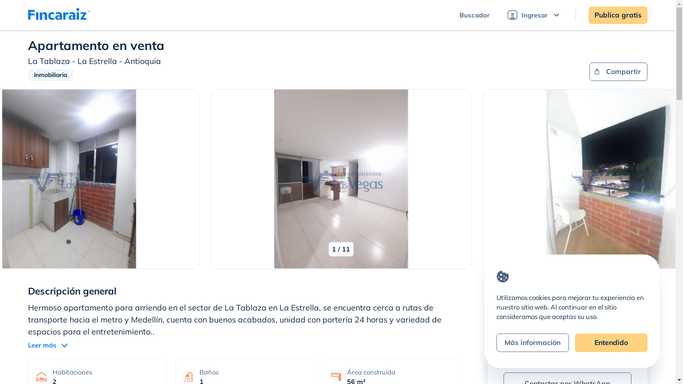 Fincaraiz
Buscador
Ingresar
Publica gratis
Apartamento en venta
La Tablaza - La Estrella - Antioquia
Inmobiliaria
Compartir
Las Vegas
1 / 11
Descripción general
Hermoso apartamento para arriendo en el sector de La Tablaza en La Estrella, se encuentra cerca a rutas de
transporte hacia el metro y Medellín, cuenta con buenos acabados, unidad con portería 24 horas y variedad de
espacios para el entretenimiento..
Leer más
Habitaciones
2
Baños
1
Área construida
56 m²
Utilizamos cookies para mejorar tu experiencia en
nuestro sitio web. Al continuar en el sitio
consideramos que aceptas su uso.
Más información
Entendido
Contactar por WhatsApp